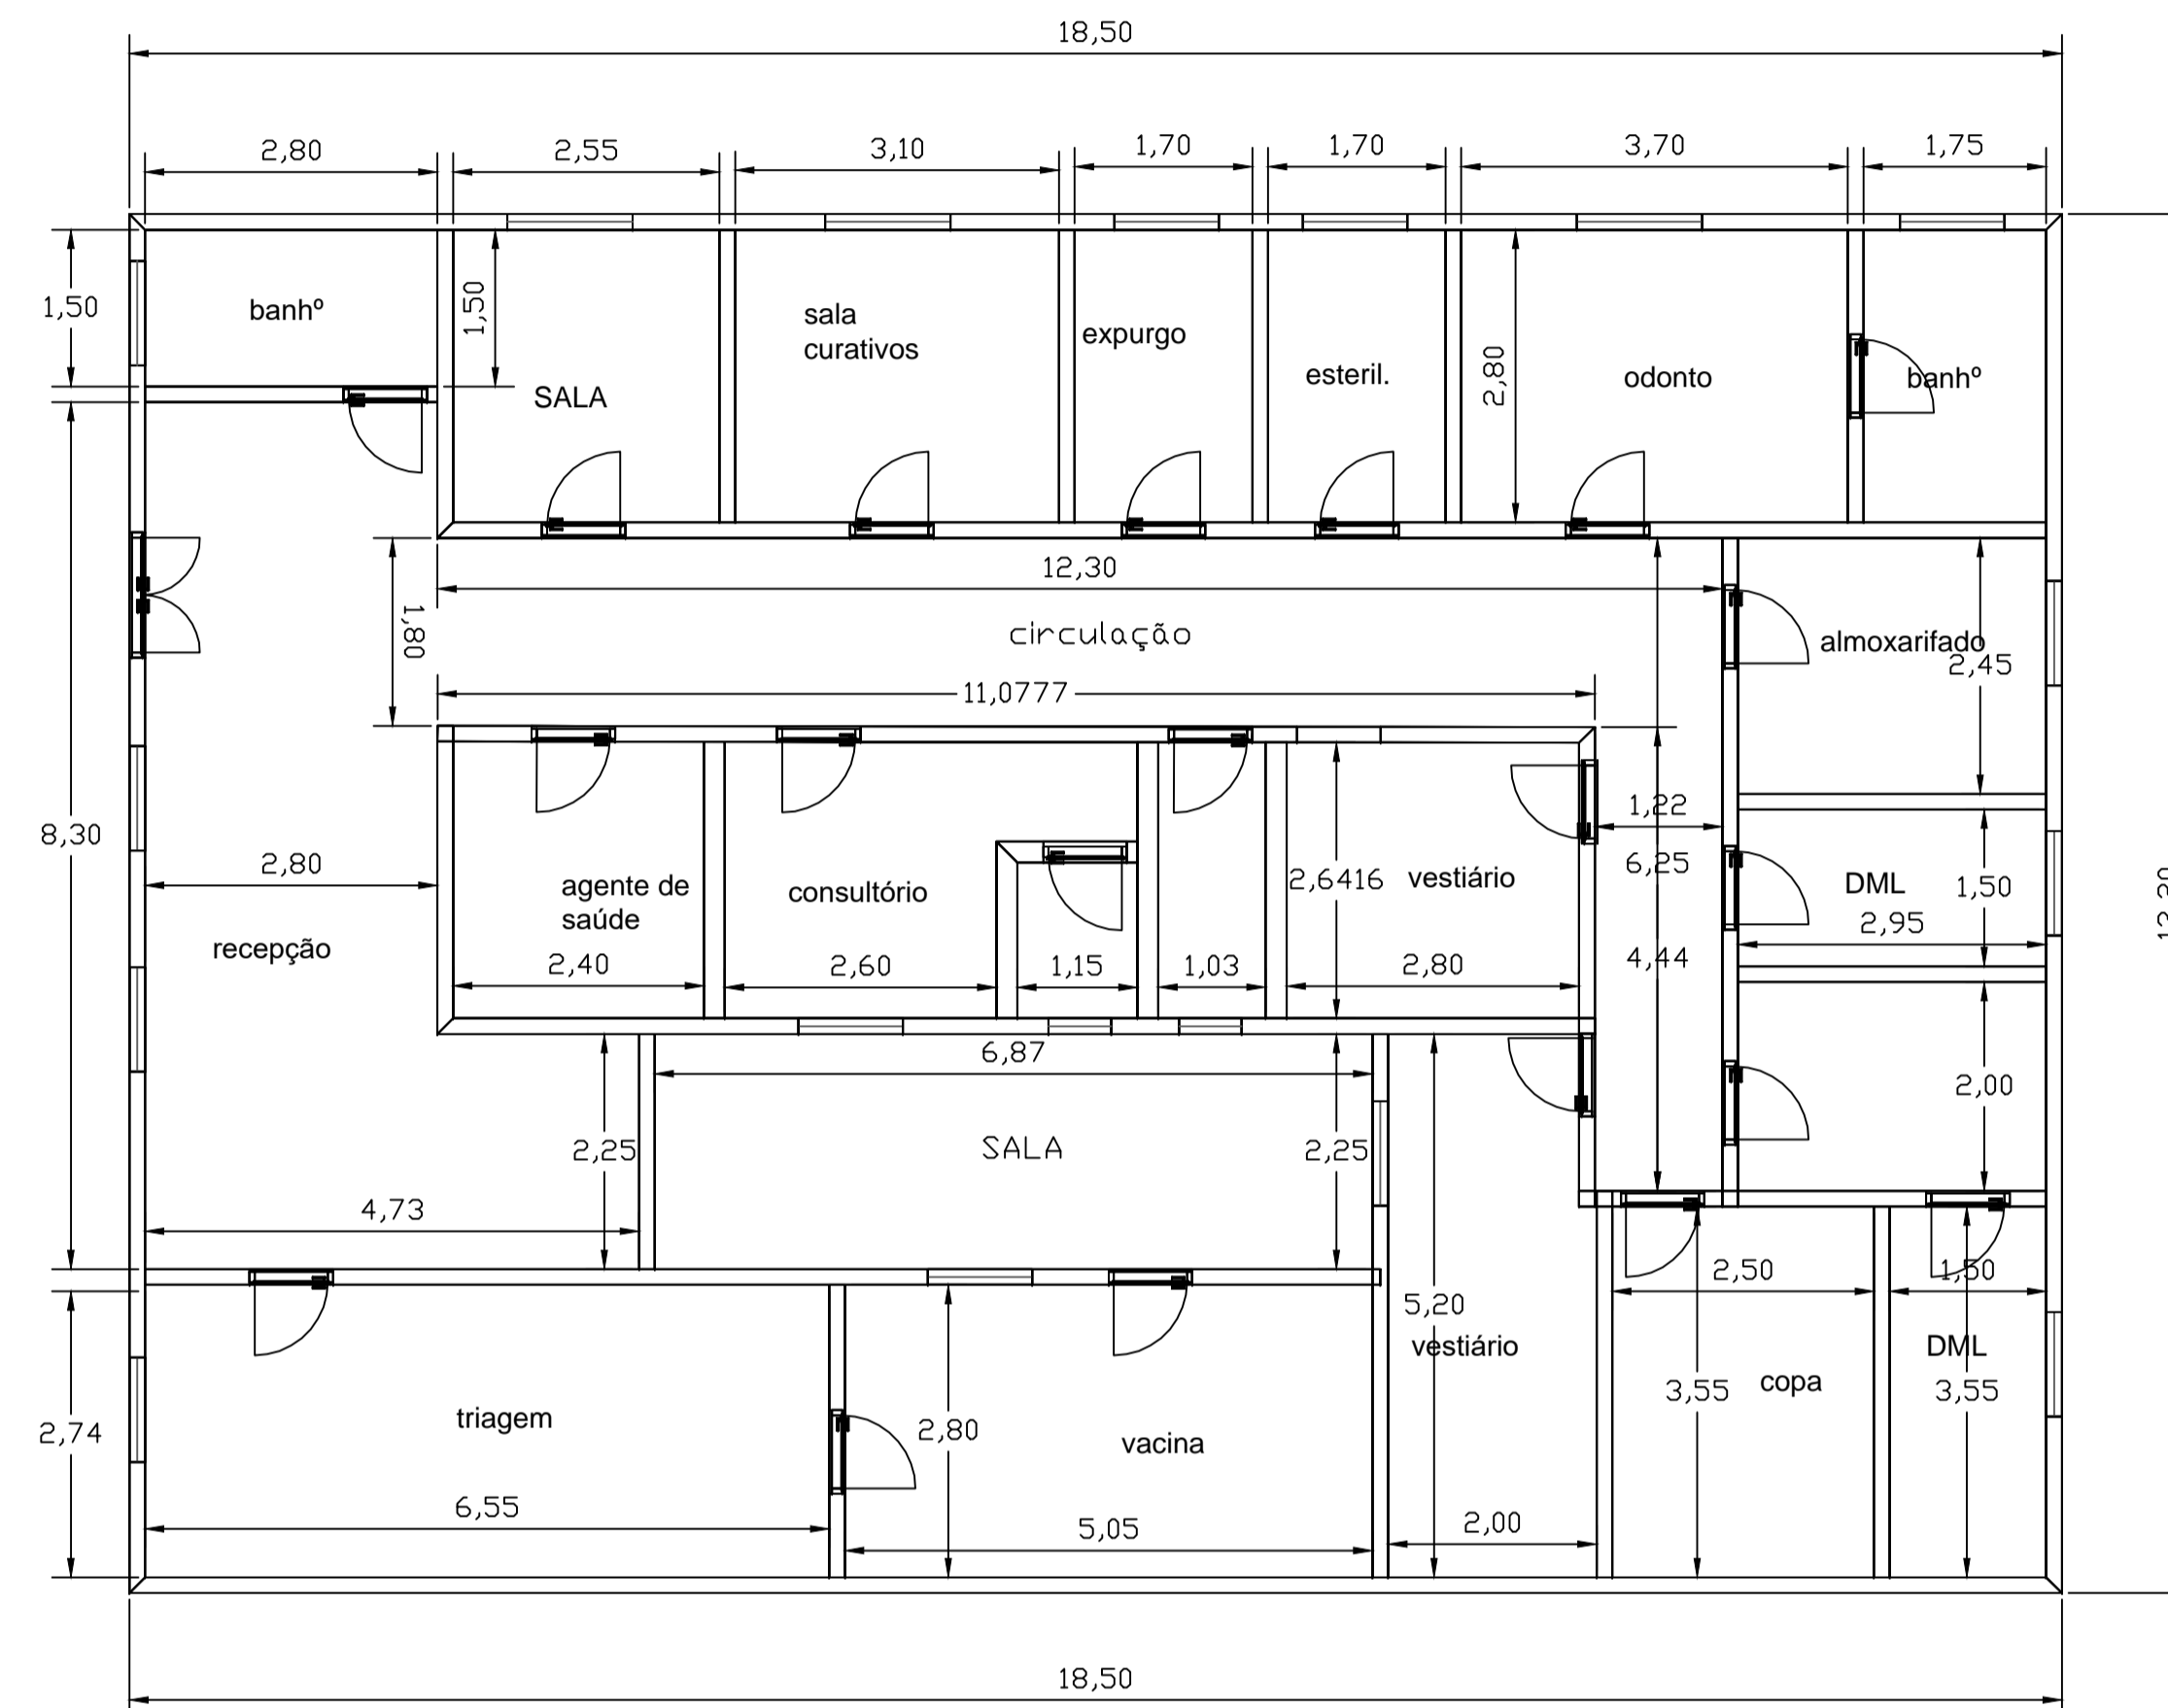 18,50
2,80
2,55
3,10
1,70
1,70
3,70
1,75
1,50
banhº
1,50
SALA
sala
curativos
expurgo
esteril.
2,80
odonto
banhº
12,30
1,80
circulação
almoxarifado
2,45
11,0777
8,30
2,80
recepção
agente de
saúde
2,40
consultório
2,60
1,15
1,03
2,6416
vestiário
2,80
1,22
6,25
4,44
DML
1,50
2,95
2,00
6,87
2,25
SALA
2,25
4,73
2,50
1,50
5,20
vestiário
DML
3,55
copa
3,55
2,74
triagem
2,80
vacina
6,55
5,05
2,00
18,50